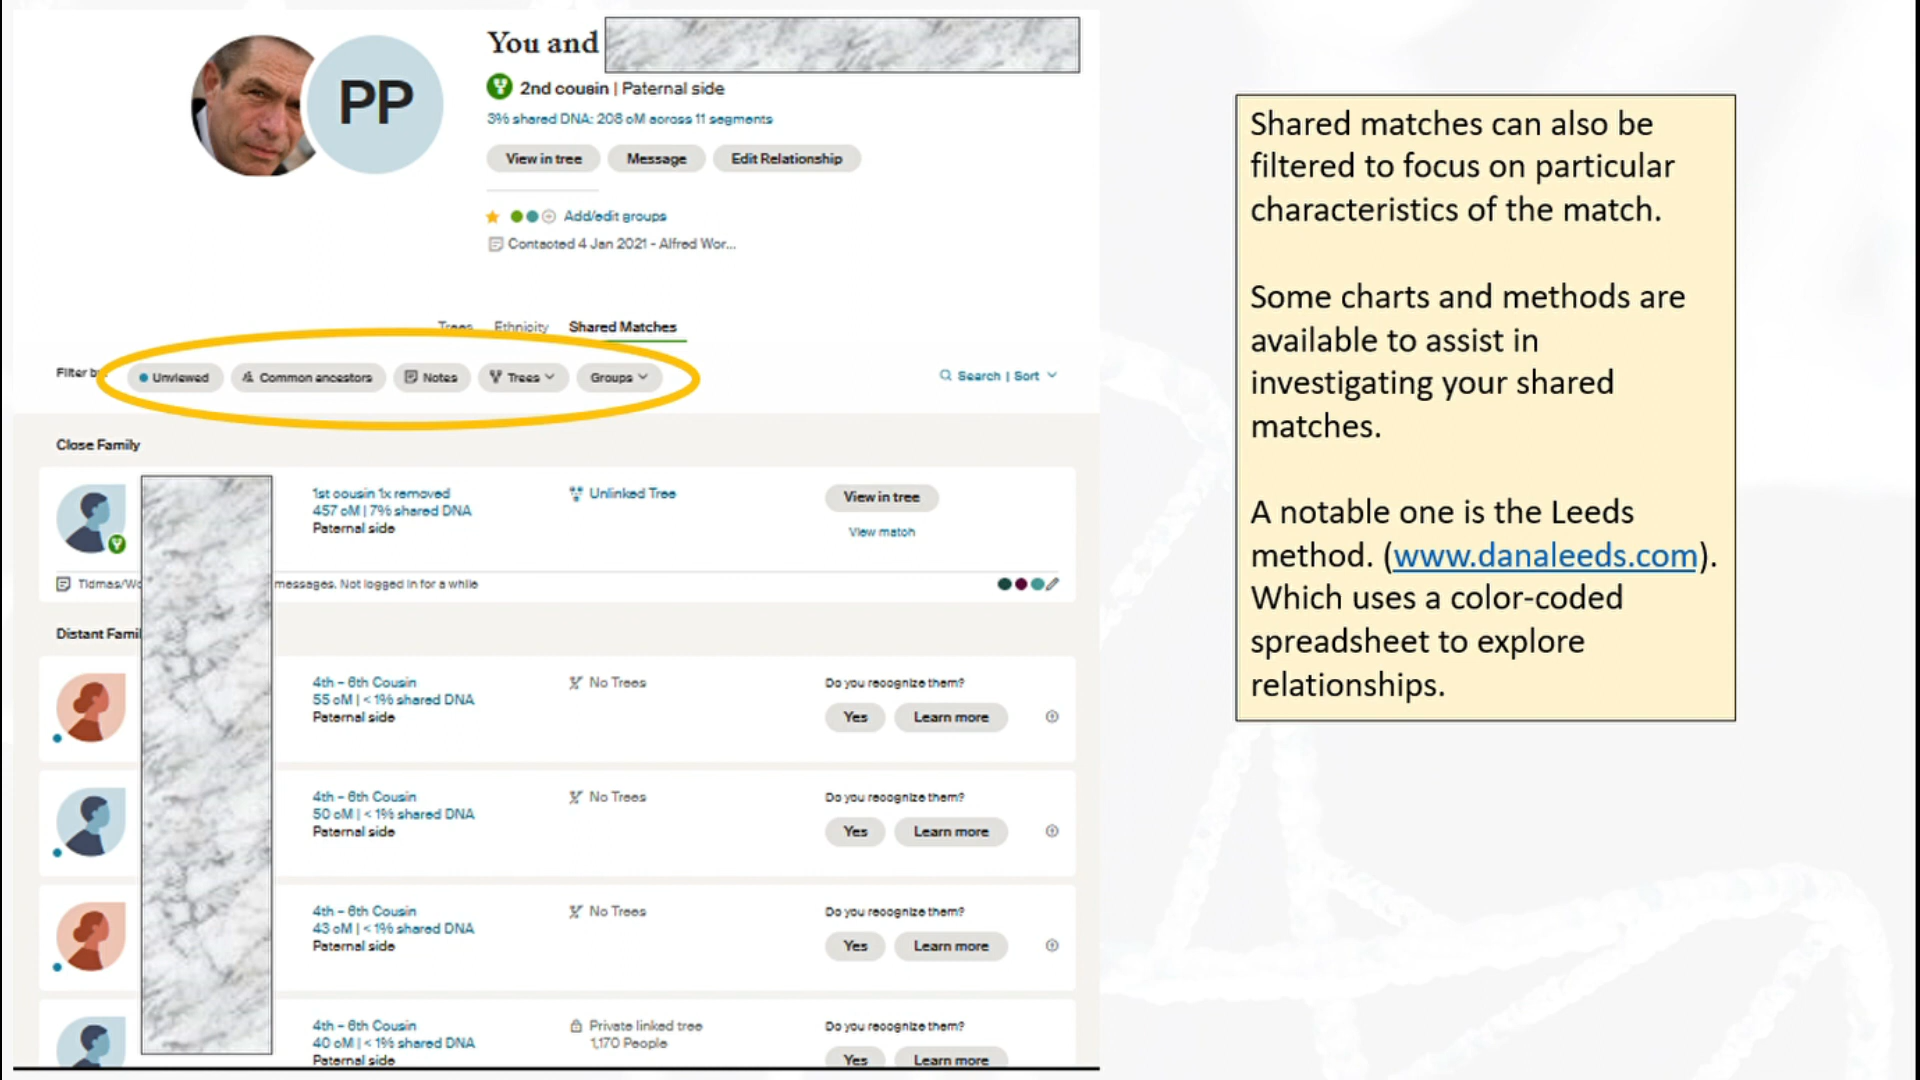 You and
PP
2nd cousin | Paternal side
3% shared DNA: 208 cM across 11 segments
View in tree
Message
Edit Relationship
Add/edit groups
Contacted 4 Jan 2021 - Alfred Wor...
Trees
Ethnicity
Shared Matches
Filter by
Unviewed
Common ancestors
Notes
Trees
Groups
Search | Sort
Close Family
1st cousin 1x removed
457 cM | 7% shared DNA
Paternal side
Unlinked Tree
View in tree
View match
Tidmas/Wo
messages. Not logged in for a while
Distant Famil
4th – 6th Cousin
55 cM | < 1% shared DNA
Paternal side
No Trees
Do you recognize them?
Yes
Learn more
4th – 6th Cousin
50 cM | < 1% shared DNA
Paternal side
No Trees
Do you recognize them?
Yes
Learn more
4th – 6th Cousin
43 cM | < 1% shared DNA
Paternal side
No Trees
Do you recognize them?
Yes
Learn more
4th – 6th Cousin
40 cM | < 1% shared DNA
Paternal side
Private linked tree
1,170 People
Do you recognize them?
Yes
Learn more
Shared matches can also be
filtered to focus on particular
characteristics of the match.
Some charts and methods are
available to assist in
investigating your shared
matches.
A notable one is the Leeds
method. (www.danaleeds.com).
Which uses a color-coded
spreadsheet to explore
relationships.